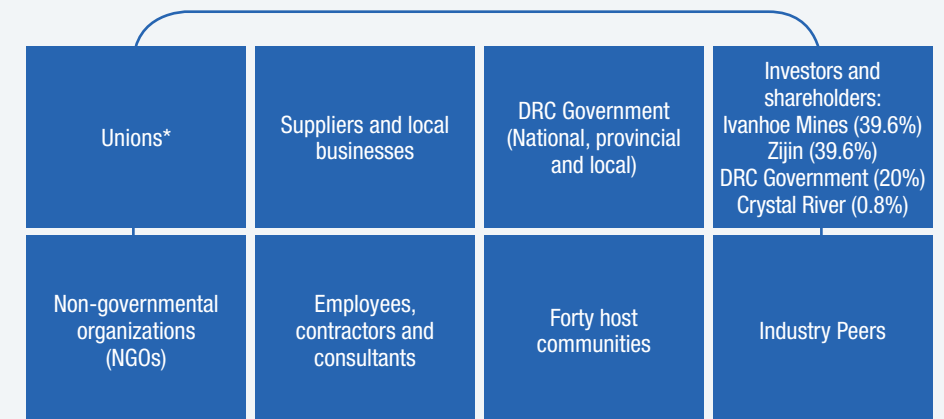 Unions*
Suppliers and local
businesses
DRC Government
(National, provincial
and local)
Investors and
shareholders:
Ivanhoe Mines (39.6%)
Zijin (39.6%)
DRC Government (20%)
Crystal River (0.8%)
Non-governmental
organizations
(NGOs)
Employees,
contractors and
consultants
Forty host
communities
Industry Peers